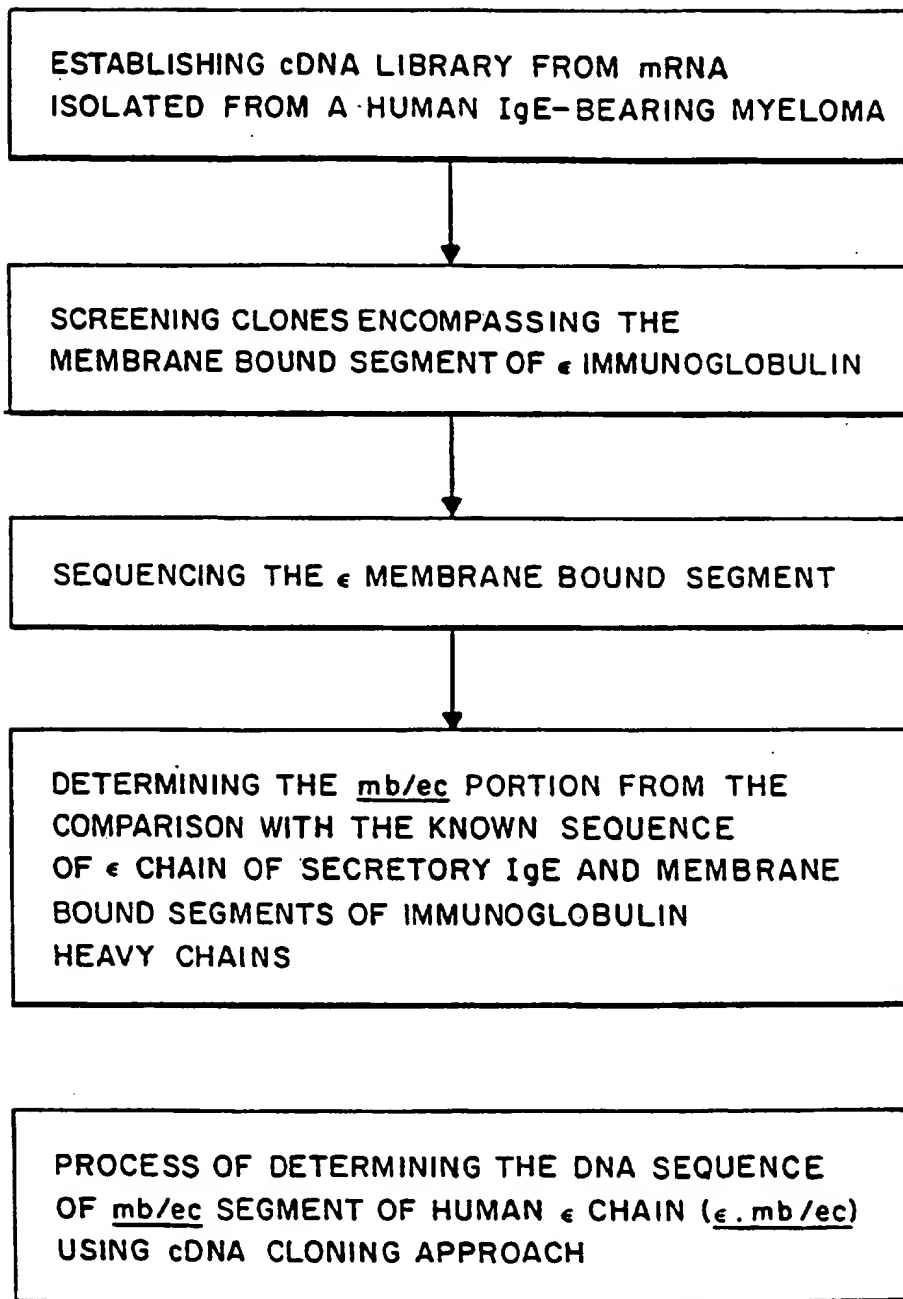 ESTABLISHING cDNA LIBRARY FROM mRNA
ISOLATED FROM A HUMAN IgE-BEARING MYELOMA
SCREENING CLONES ENCOMPASSING THE
MEMBRANE BOUND SEGMENT OF ϵ IMMUNOGLOBULIN
SEQUENCING THE ϵ MEMBRANE BOUND SEGMENT
DETERMINING THE mb/ec PORTION FROM THE
COMPARISON WITH THE KNOWN SEQUENCE
OF ϵ CHAIN OF SECRETORY IgE AND MEMBRANE
BOUND SEGMENTS OF IMMUNOGLOBULIN
HEAVY CHAINS
PROCESS OF DETERMINING THE DNA SEQUENCE
OF mb/ec SEGMENT OF HUMAN ϵ CHAIN (ϵ.mb/ec)
USING cDNA CLONING APPROACH